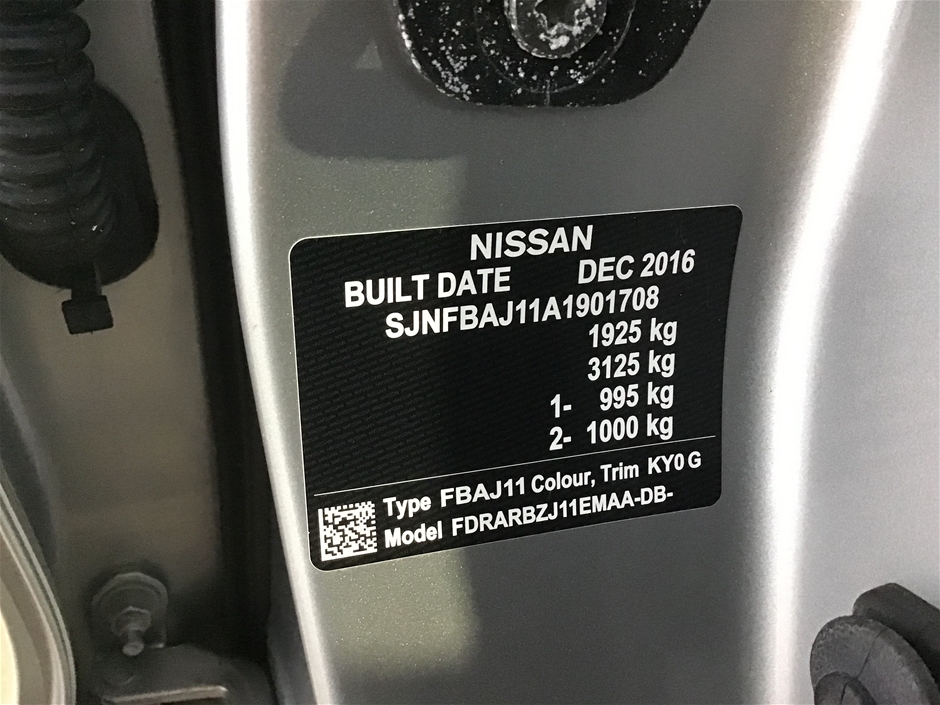 NISSAN
BUILT DATE DEC 2016
SJNFBAJ11A1901708
1925 kg
3125 kg
1- 995 kg
2- 1000 kg
Type FBAJ11 Colour, Trim KY0 G
Model FDRARBZJ11EMAA-DB-